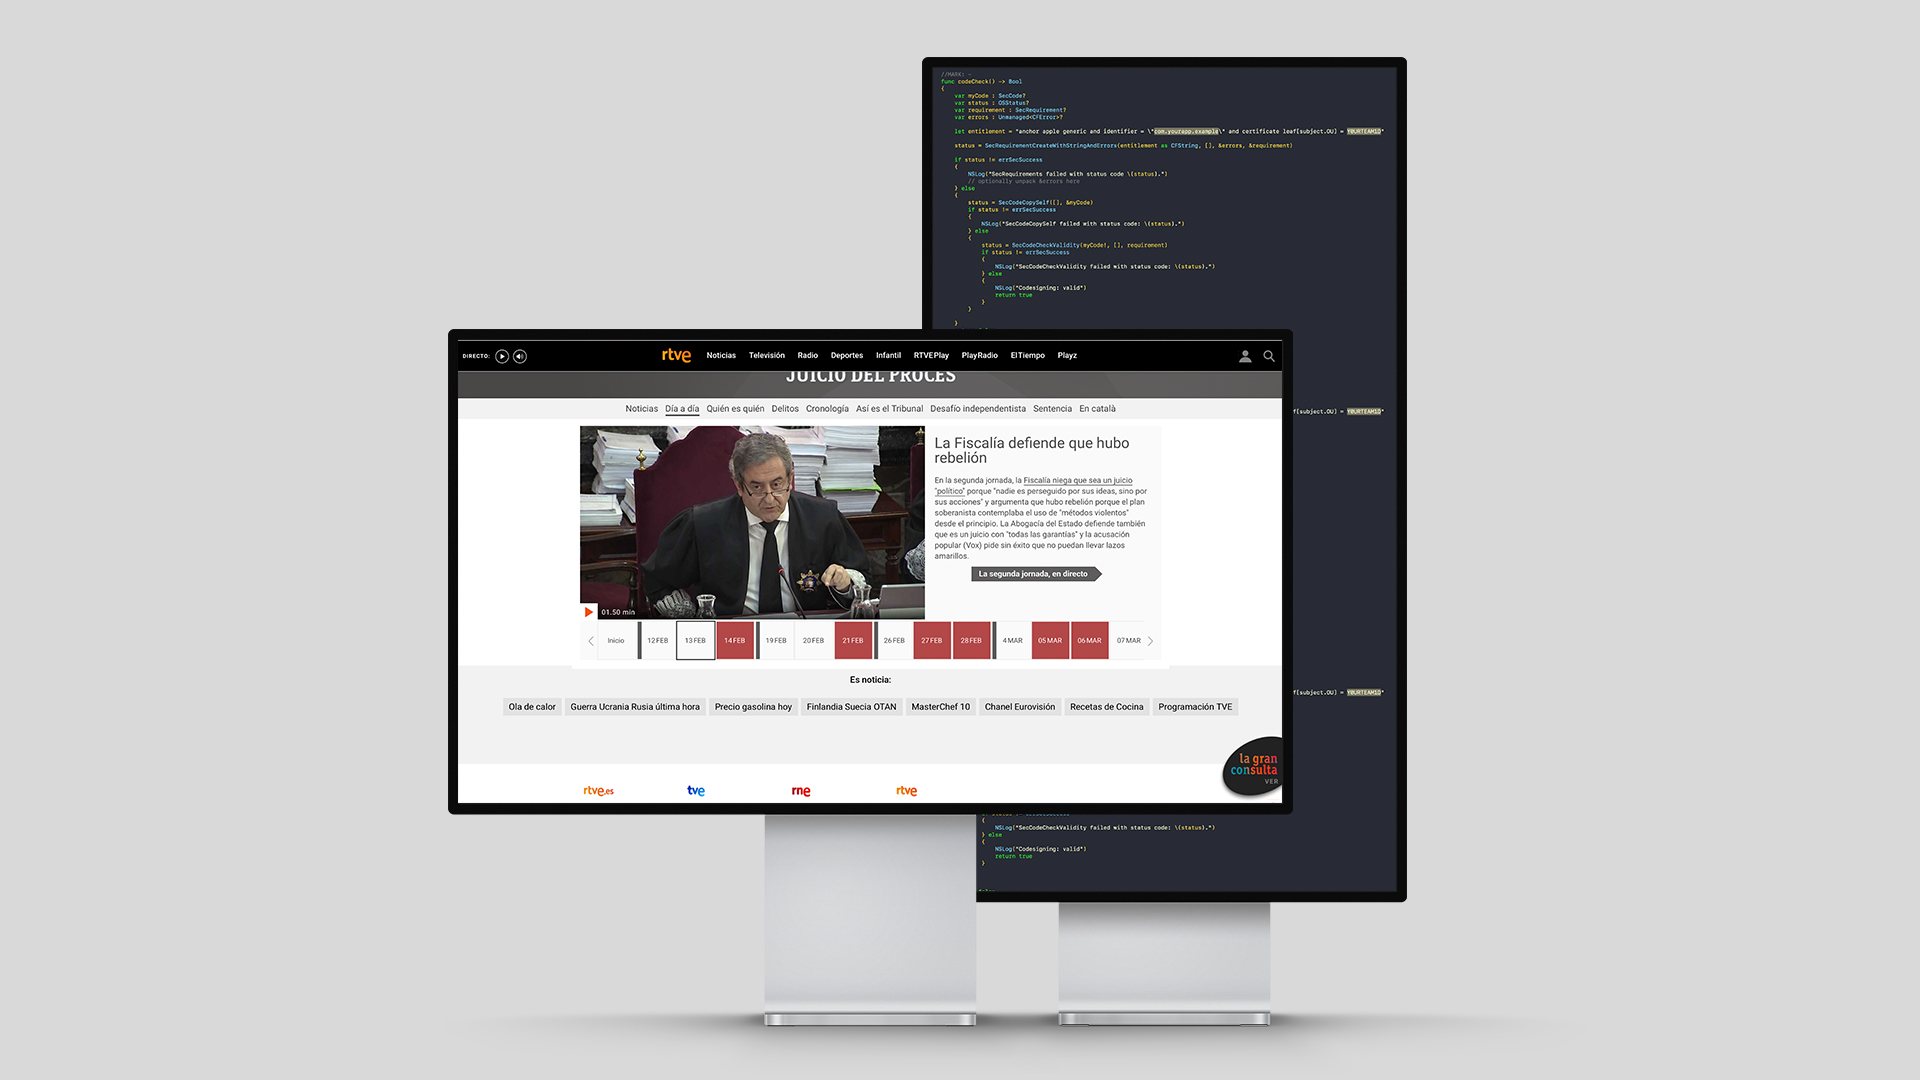 //MARK: -
func codeCheck() -> Bool
{
var myCode : SecCode?
var status : OSStatus?
var requirement : SecRequirement?
var errors : Unmanaged<CFError>?
let entitlement = "anchor apple generic and identifier = \"com.yourapp.example\" and certificate leaf[subject.OU] = YOURTEAMID"
status = SecRequirementCreateWithStringAndErrors(entitlement as CFString, [], &errors, &requirement)
if status != errSecSuccess
{
NSLog("SecRequirements failed with status code \(status).")
// optionally unpack &errors here
} else
{
status = SecCodeCopySelf([], &myCode)
if status != errSecSuccess
{
NSLog("SecCodeCopySelf failed with status code: \(status).")
} else
{
status = SecCodeCheckValidity(myCode!, [], requirement)
if status != errSecSuccess
{
NSLog("SecCodeCheckValidity failed with status code: \(status).")
} else
{
NSLog("Codesigning: valid")
return true
}
}
}
DIRECTO:
rtve Noticias Televisión Radio Deportes Infantil RTVEPlay PlayRadio ElTiempo Playz
JUICIO DEL PROCÉS
Noticias Día a día Quién es quién Delitos Cronología Así es el Tribunal Desafío independentista Sentencia En català
La Fiscalía defiende que hubo
rebelión
En la segunda jornada, la Fiscalía niega que sea un juicio
"político" porque "nadie es perseguido por sus ideas, sino por
sus acciones" y argumenta que hubo rebelión porque el plan
soberanista contemplaba el uso de "métodos violentos"
desde el principio. La Abogacía del Estado defiende también
que es un juicio con "todas las garantías" y la acusación
popular (Vox) pide sin éxito que no puedan llevar lazos
amarillos.
La segunda jornada, en directo
01.50 min
Inicio 12 FEB 13 FEB 14 FEB 19 FEB 20 FEB 21 FEB 26 FEB 27 FEB 28 FEB 4 MAR 05 MAR 06 MAR 07 MAR
Es noticia:
Ola de calor Guerra Ucrania Rusia última hora Precio gasolina hoy Finlandia Suecia OTAN MasterChef 10 Chanel Eurovisión Recetas de Cocina Programación TVE
la gran
consulta
VER
rtve.es tve rne rtve
f[subject.OU] = YOURTEAMID"
f[subject.OU] = YOURTEAMID"
{
NSLog("SecCodeCheckValidity failed with status code: \(status).")
} else
{
NSLog("Codesigning: valid")
return true
}